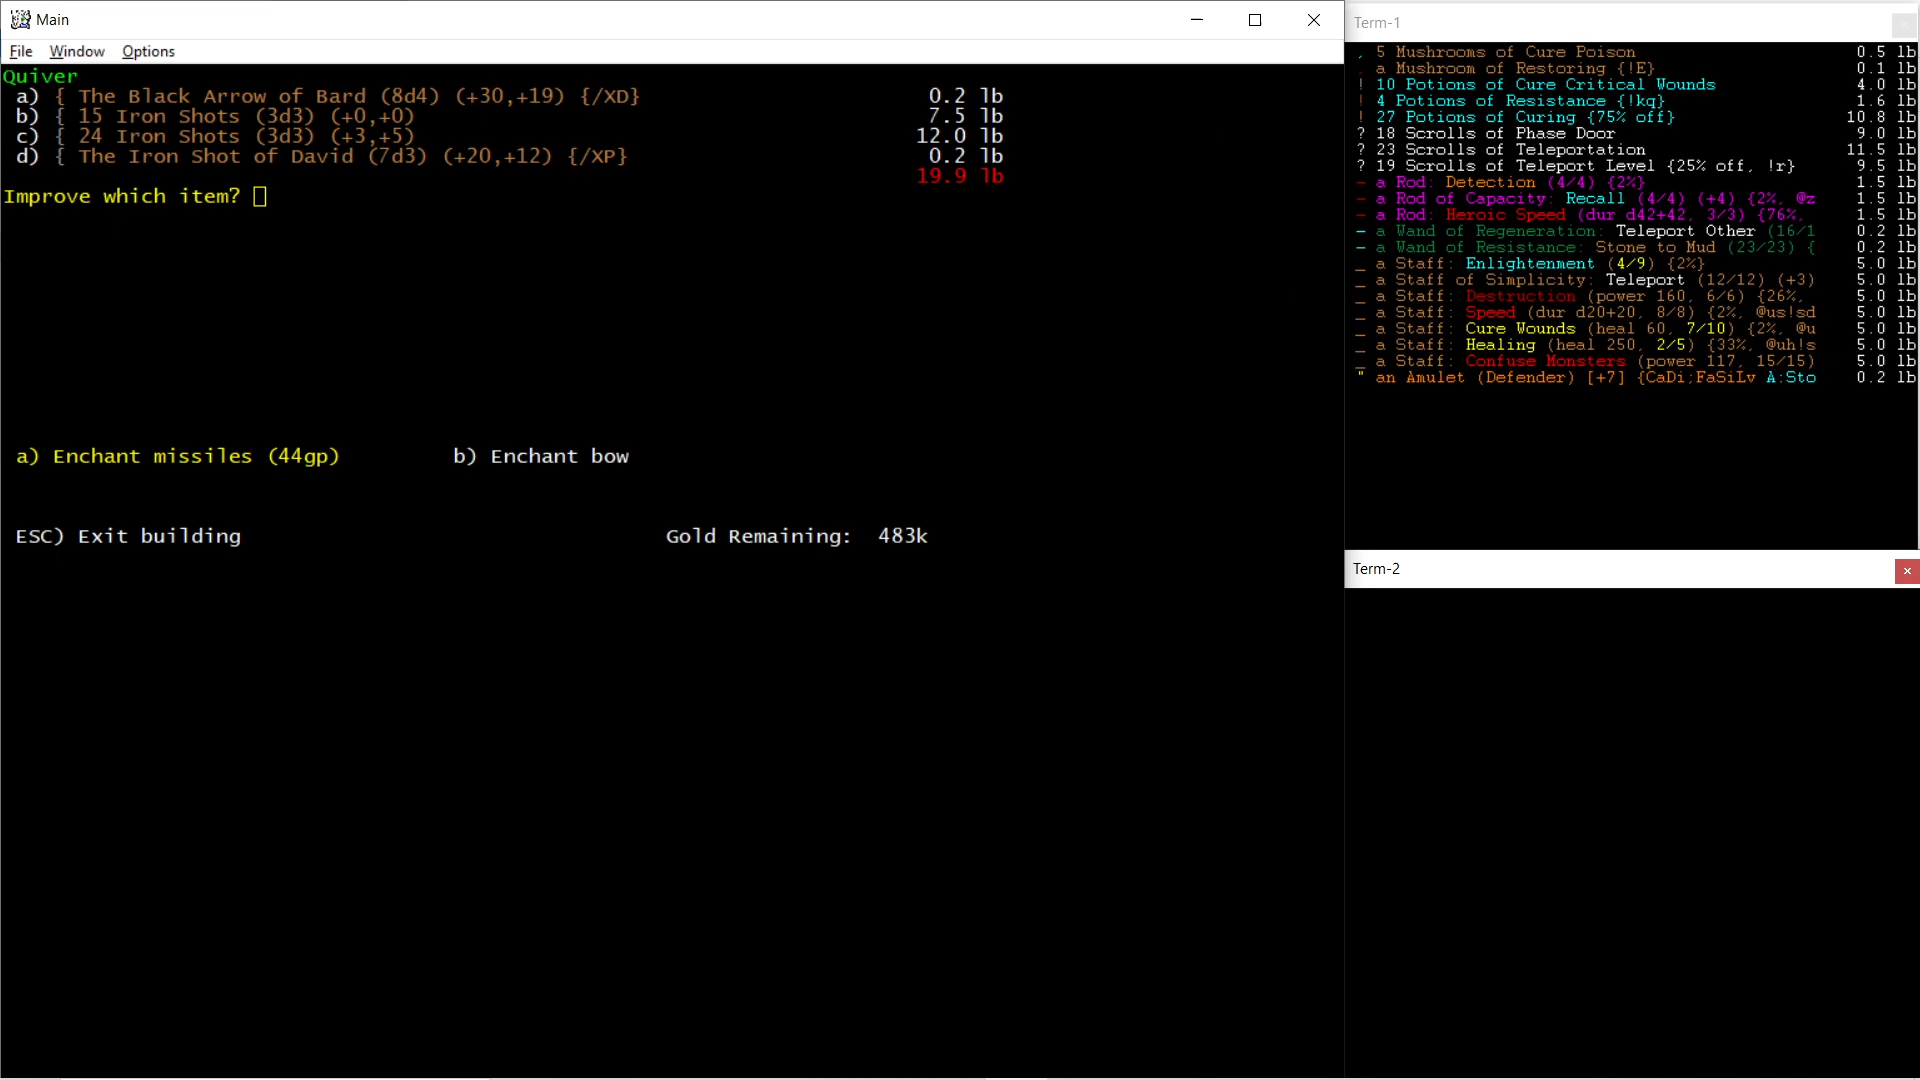 Main
File Window Options
Quiver
a) { The Black Arrow of Bard (8d4) (+30,+19) {/XD} 0.2 lb
b) { 15 Iron Shots (3d3) (+0,+0) 7.5 lb
c) { 24 Iron Shots (3d3) (+3,+5) 12.0 lb
d) { The Iron Shot of David (7d3) (+20,+12) {/XP} 0.2 lb
19.9 lb
Improve which item?
a) Enchant missiles (44gp) b) Enchant bow
ESC) Exit building Gold Remaining: 483k
Term-1
, 5 Mushrooms of Cure Poison 0.5 lb
, a Mushroom of Restoring {!E} 0.1 lb
! 10 Potions of Cure Critical Wounds 4.0 lb
! 4 Potions of Resistance {!kq} 1.6 lb
! 27 Potions of Curing {75% off} 10.8 lb
? 18 Scrolls of Phase Door 9.0 lb
? 23 Scrolls of Teleportation 11.5 lb
? 19 Scrolls of Teleport Level {25% off, !r} 9.5 lb
- a Rod: Detection (4/4) {2%} 1.5 lb
- a Rod of Capacity: Recall (4/4) (+4) {2%, @z 1.5 lb
- a Rod: Heroic Speed (dur d42+42, 3/3) {76%, 1.5 lb
- a Wand of Regeneration: Teleport Other (16/1 0.2 lb
- a Wand of Resistance: Stone to Mud (23/23) { 0.2 lb
_ a Staff: Enlightenment (4/9) {2%} 5.0 lb
_ a Staff of Simplicity: Teleport (12/12) (+3) 5.0 lb
_ a Staff: Destruction (power 160, 6/6) {26%, 5.0 lb
_ a Staff: Speed (dur d20+20, 8/8) {2%, @us!sd 5.0 lb
_ a Staff: Cure Wounds (heal 60, 7/10) {2%, @u 5.0 lb
_ a Staff: Healing (heal 250, 2/5) {33%, @uh!s 5.0 lb
_ a Staff: Confuse Monsters (power 117, 15/15) 5.0 lb
" an Amulet (Defender) [+7] {CaDi;FaSiLv A:Sto 0.2 lb
Term-2